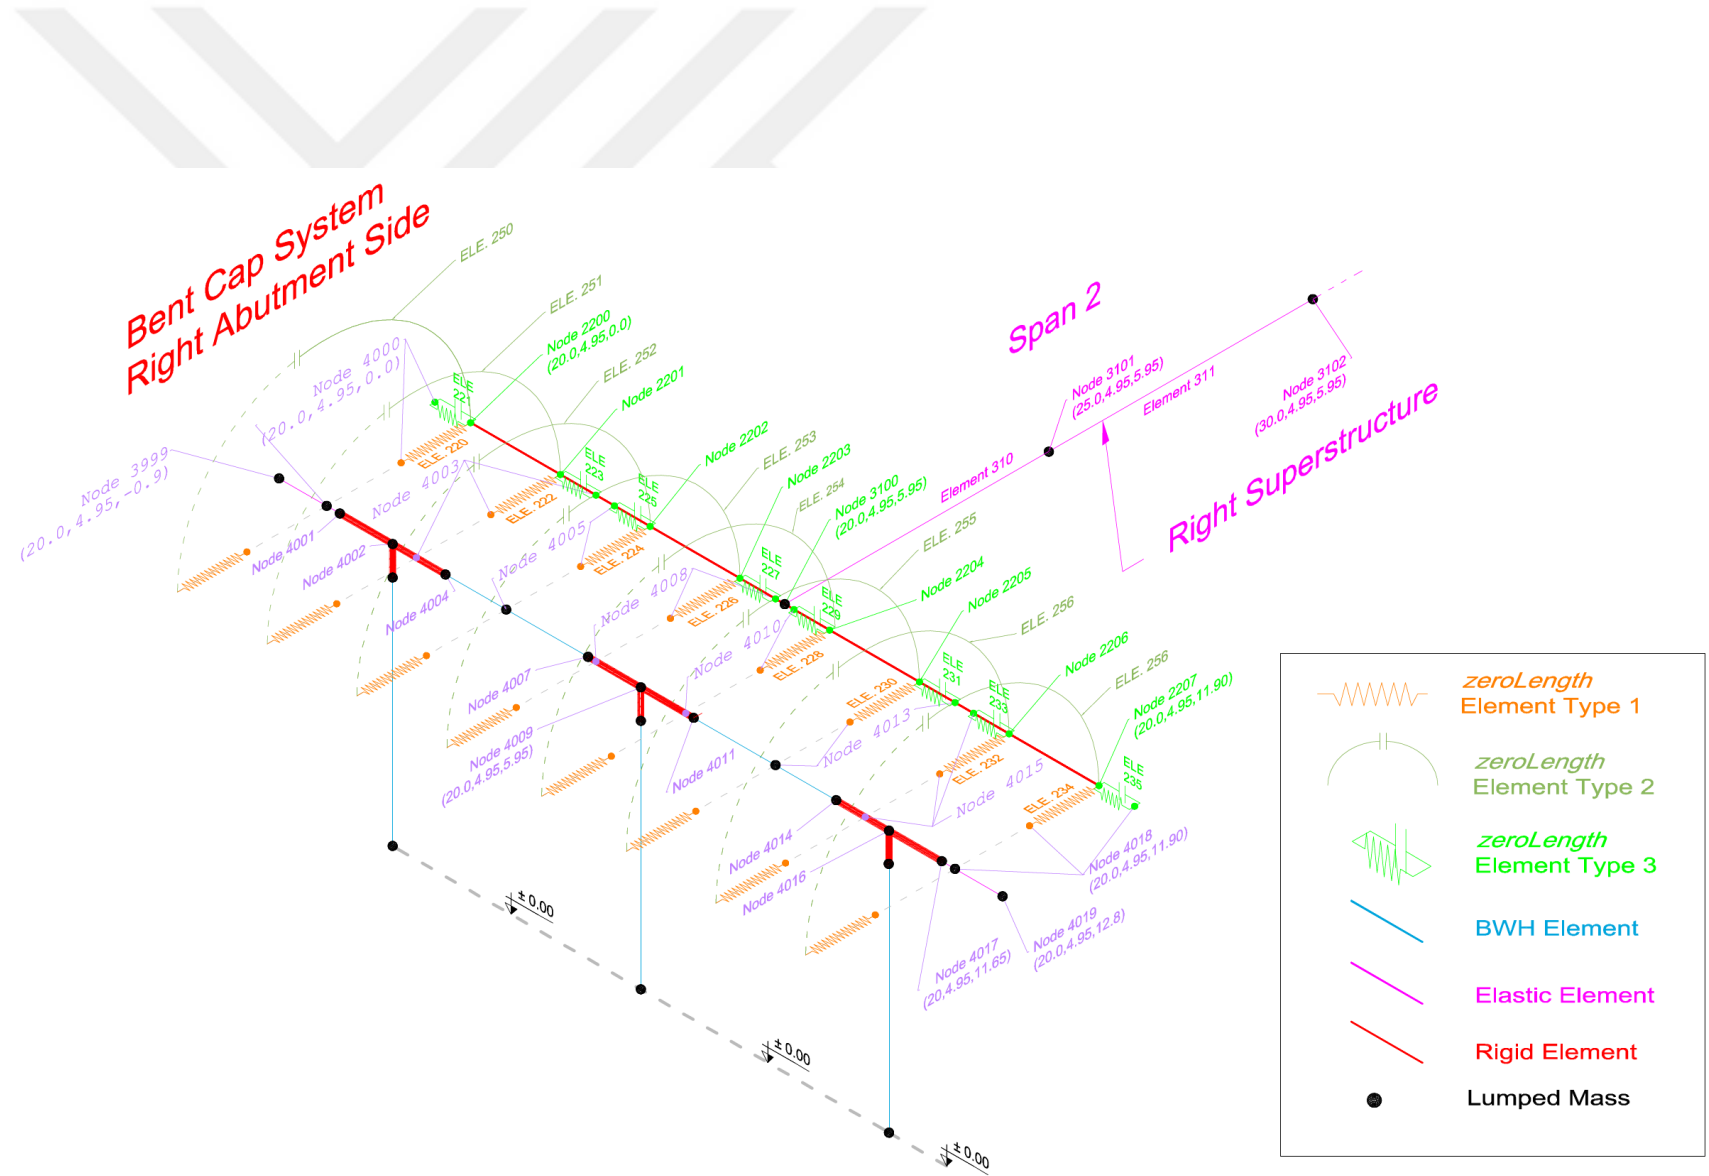 Bent Cap System
Right Abutment Side
ELE. 250
ELE. 251
Node 2200
(20.0,4.95,0.0)
ELE. 252
Node 2201
Node 4000
(20.0,4.95,0.0)
ELE
ELE. 220
Node 3999
(20.0,4.95,-0.9)
Node 4003
ELE
223
ELE. 222
Node 2202
ELE
225
ELE. 224
ELE. 253
Node 2203
ELE. 254
Node 3100
(20.0,4.95,5.95)
Span 2
Node 3101
(25.0,4.95,5.95)
Element 310
Element 311
Node 3102
(30.0,4.95,5.95)
Right Superstructure
Node 4001
Node 4002
Node 4004
Node 4005
Node 4008
ELE
227
ELE. 226
ELE. 255
Node 2204
ELE
229
ELE. 228
Node 2205
ELE. 256
Node 2206
ELE. 256
Node 2207
(20.0,4.95,11.90)
Node 4007
Node 4009
(20.0,4.95,5.95)
Node 4010
Node 4011
ELE. 230
ELE
231
ELE
233
ELE. 232
Node 4013
Node 4015
ELE. 234
ELE
235
Node 4014
Node 4016
Node 4018
(20.0,4.95,11.90)
Node 4019
(20.0,4.95,12.8)
Node 4017
(20,4.95,11.65)
± 0.00
± 0.00
± 0.00
zeroLength
Element Type 1
zeroLength
Element Type 2
zeroLength
Element Type 3
BWH Element
Elastic Element
Rigid Element
Lumped Mass